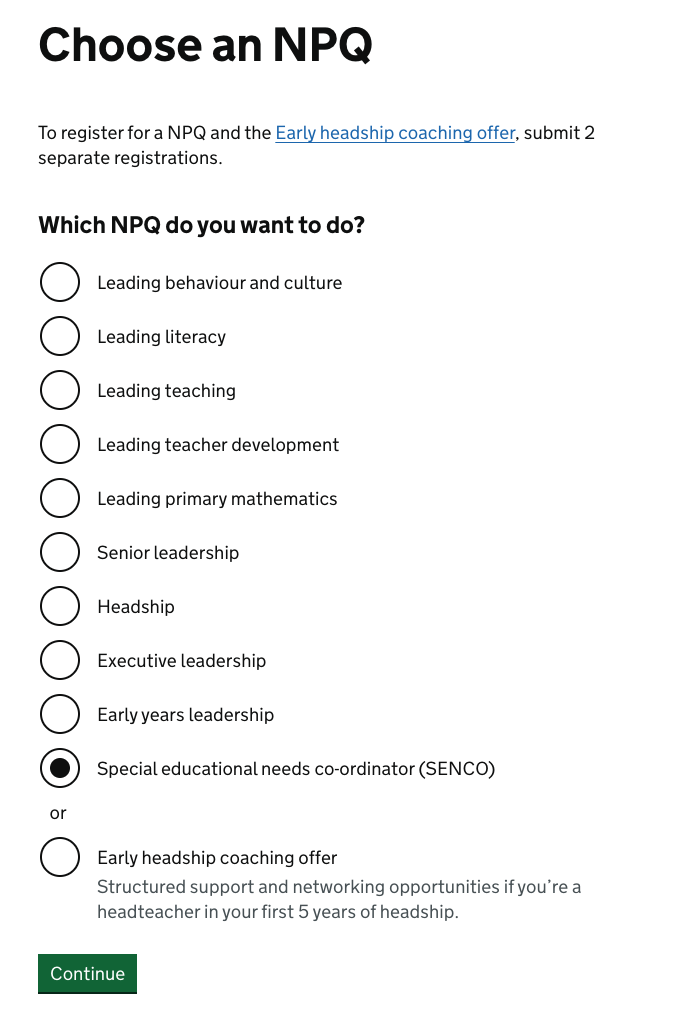 Choose an NPQ
To register for a NPQ and the Early headship coaching offer, submit 2
separate registrations.
Which NPQ do you want to do?
Leading behaviour and culture
Leading literacy
Leading teaching
Leading teacher development
Leading primary mathematics
Senior leadership
Headship
Executive leadership
Early years leadership
Special educational needs co-ordinator (SENCO)
or
Early headship coaching offer
Structured support and networking opportunities if you’re a
headteacher in your first 5 years of headship.
Continue